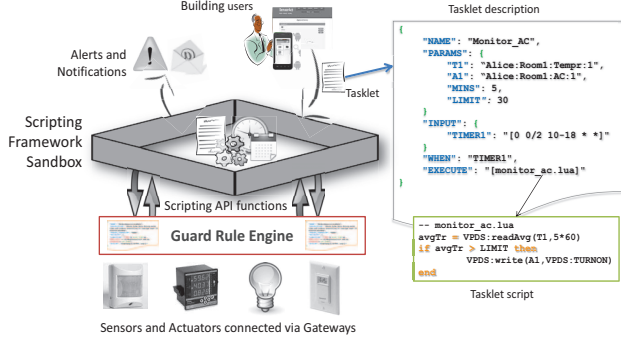 Building users
Alerts and
Notifications
Tasklet
Scripting
Framework
Sandbox
Scripting API functions
Guard Rule Engine
Sensors and Actuators connected via Gateways
Tasklet description
{
"NAME": "Monitor_AC",
"PARAMS": {
"T1": "Alice:Room1:Tempr:1",
"A1": "Alice:Room1:AC:1",
"MINS": 5,
"LIMIT": 30
}
"INPUT": {
"TIMER1": "[0 0/2 10-18 * *]"
}
"WHEN": "TIMER1",
"EXECUTE": "[monitor_ac.lua]"
}
-- monitor_ac.lua
avgTr = VPDS:readAvg(T1,5*60)
if avgTr > LIMIT then
VPDS:write(A1,VPDS:TURNON)
end
Tasklet script